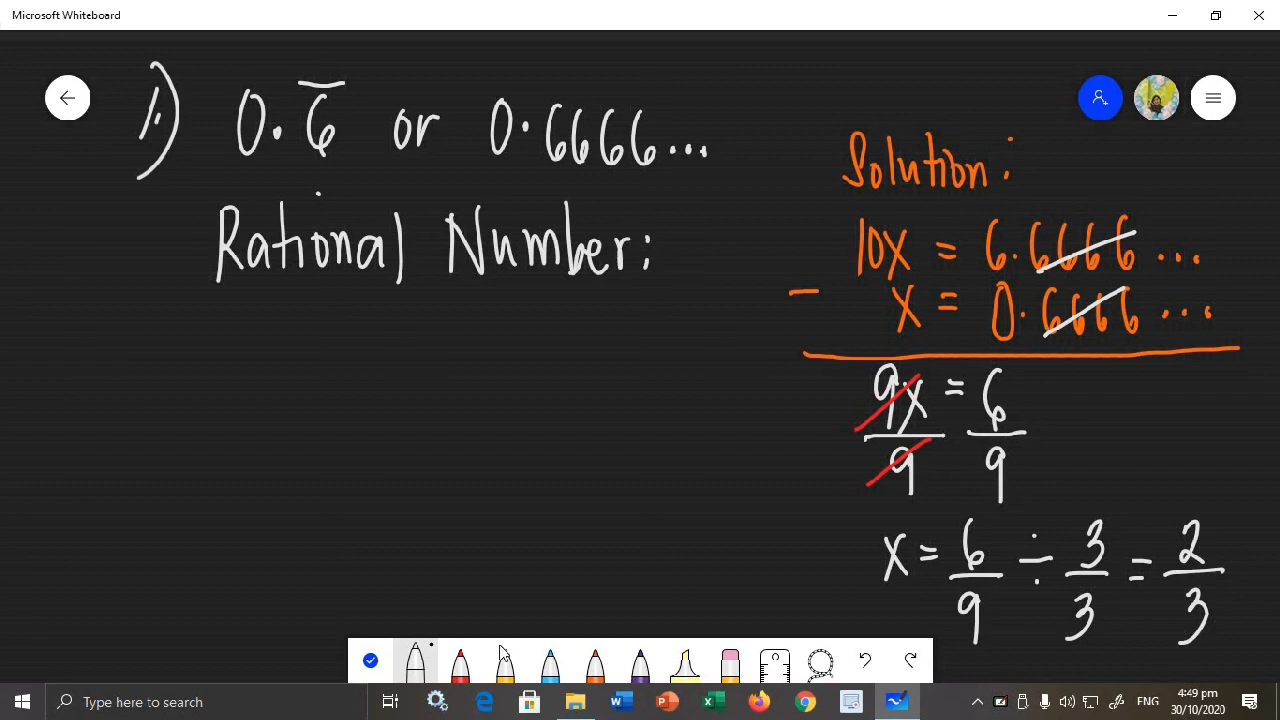 Microsoft Whiteboard
1.) 0.6̅ or 0.6666...
Rational Number:
Solution:
10x = 6.6666...
- x = 0.6666...
9x/9 = 6/9
x = 6/9 ÷ 3/3 = 2/3
Type here to search
ENG
4:49 pm
30/10/2020